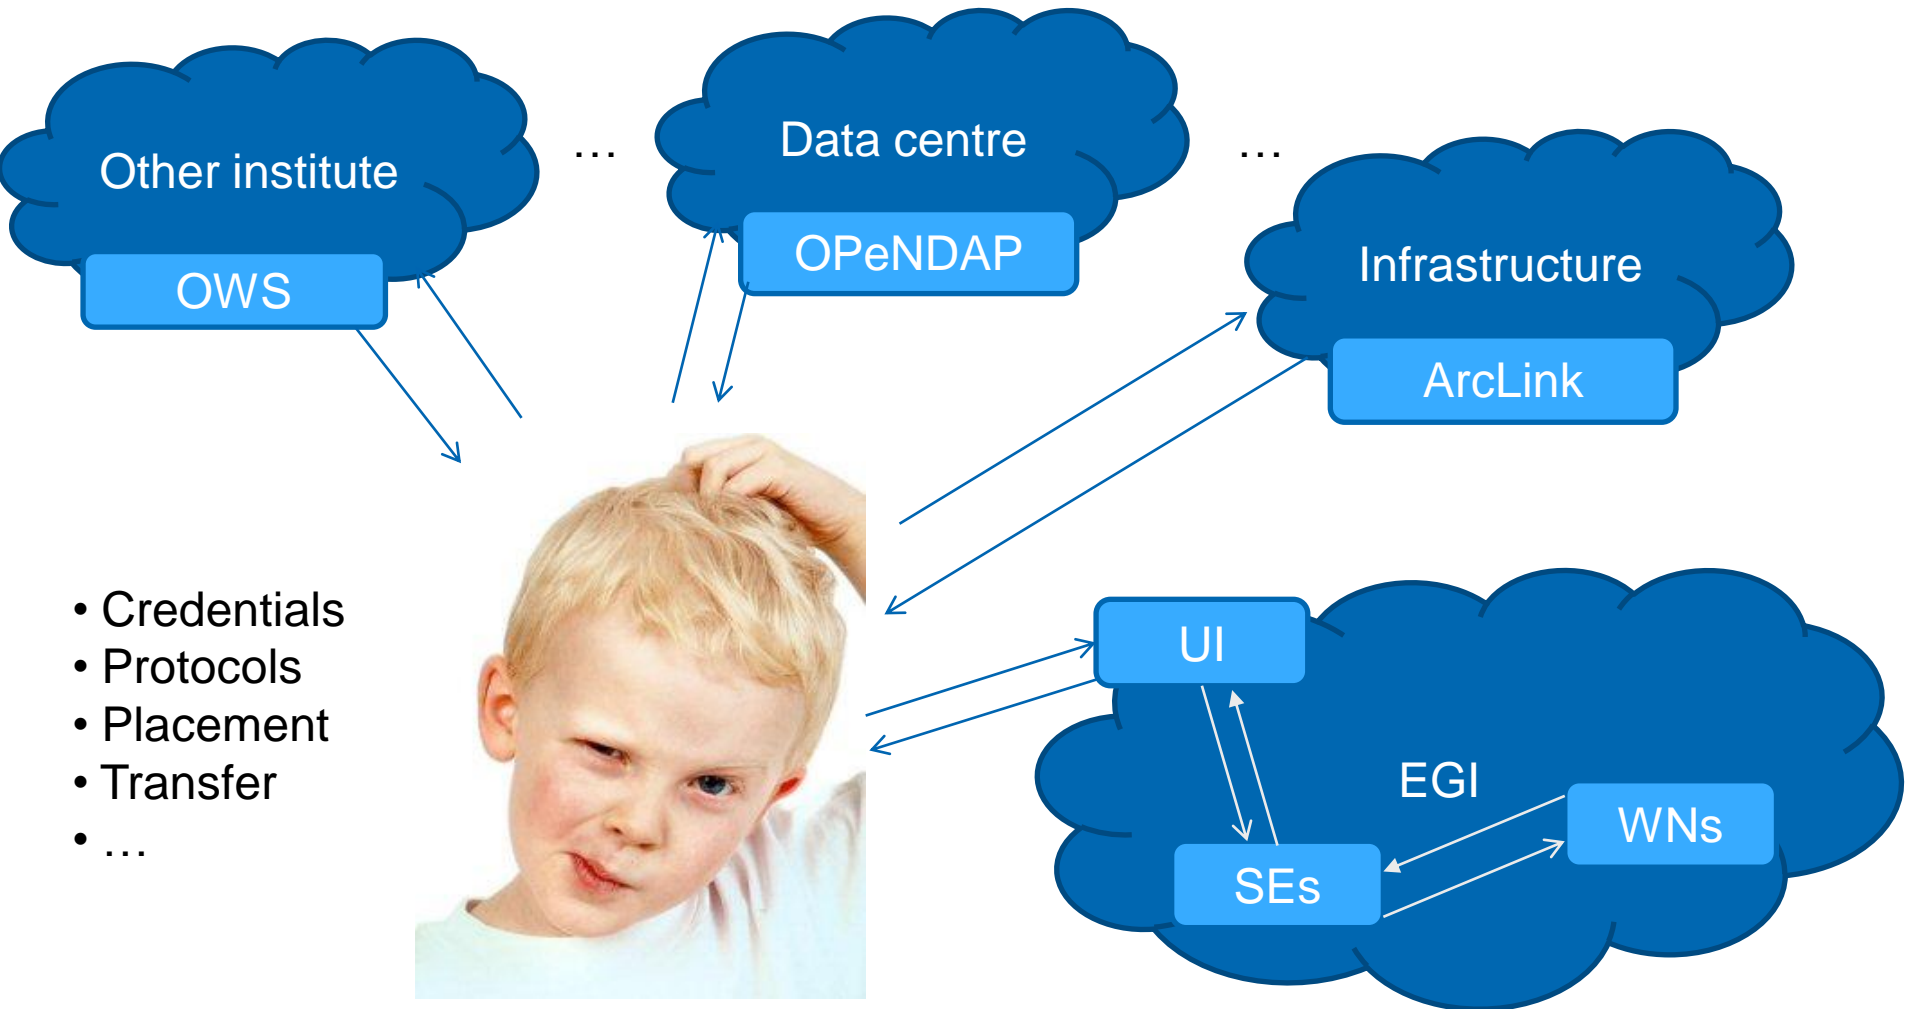 Other institute
OWS
…
Data centre
OPeNDAP
…
Infrastructure
ArcLink
• Credentials
• Protocols
• Placement
• Transfer
• …
UI
EGI
WNs
SEs